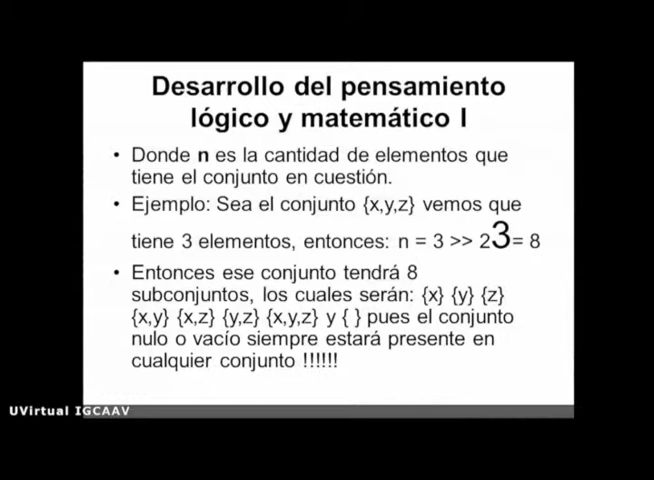 Desarrollo del pensamiento
lógico y matemático I
• Donde n es la cantidad de elementos que
tiene el conjunto en cuestión.
• Ejemplo: Sea el conjunto {x,y,z} vemos que
tiene 3 elementos, entonces: n = 3 >> 23= 8
• Entonces ese conjunto tendrá 8
subconjuntos, los cuales serán: {x} {y} {z}
{x,y} {x,z} {y,z} {x,y,z} y { } pues el conjunto
nulo o vacío siempre estará presente en
cualquier conjunto !!!!!!
UVirtual IGCAAV